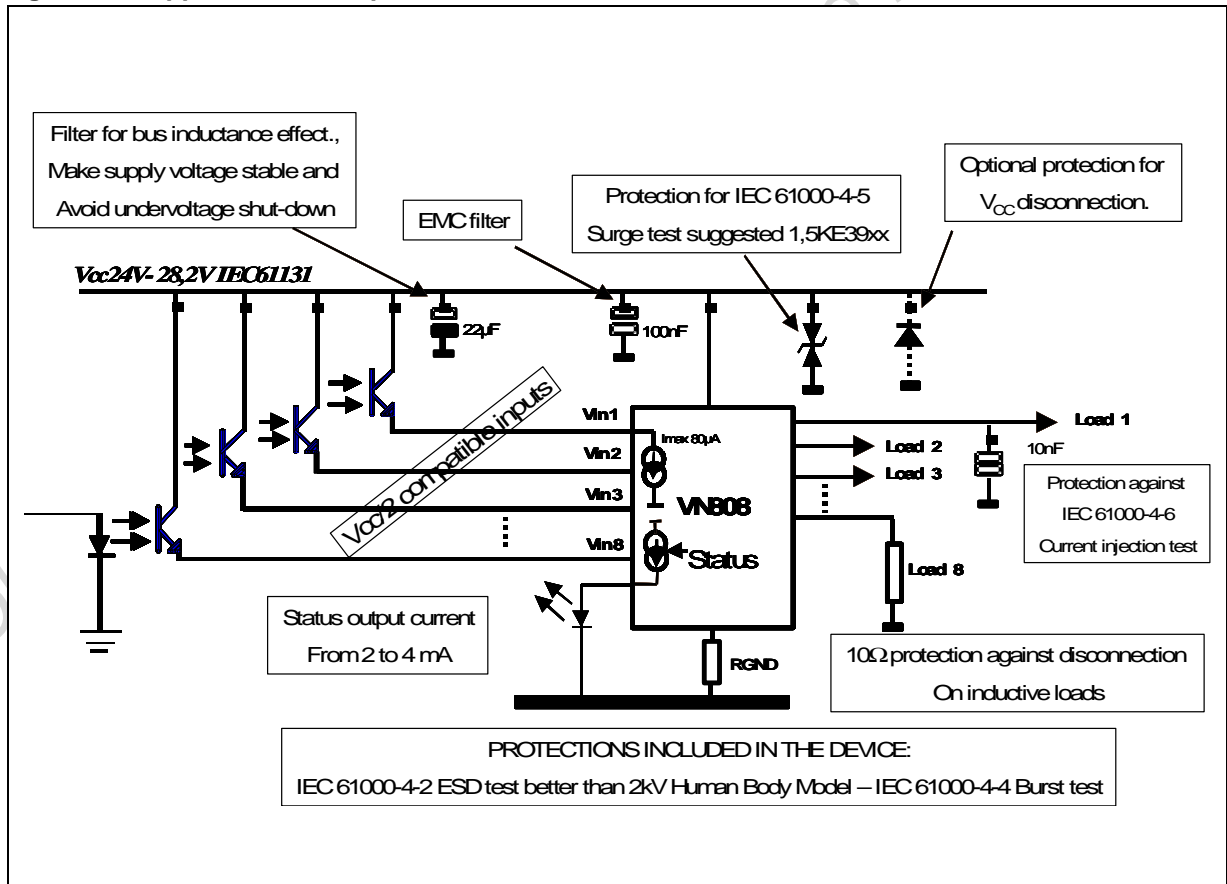 Filter for bus inductance effect.,
Make supply voltage stable and
Avoid undervoltage shut-down
EMC filter
Protection for IEC 61000-4-5
Surge test suggested 1,5KE39xx
Optional protection for
VCC disconnection.
Vcc24V- 28,2V IEC61131
22µF
100nF
Vcc/2 compatible inputs
Vin1
Vin2
Vin3
Vin8
Imax 80µA
VN808
Status
Load 1
Load 2
Load 3
10nF
Load 8
Protection against
IEC 61000-4-6
Current injection test
Status output current
From 2 to 4 mA
RGND
10Ω protection against disconnection
On inductive loads
PROTECTIONS INCLUDED IN THE DEVICE:
IEC 61000-4-2 ESD test better than 2kV Human Body Model – IEC 61000-4-4 Burst test